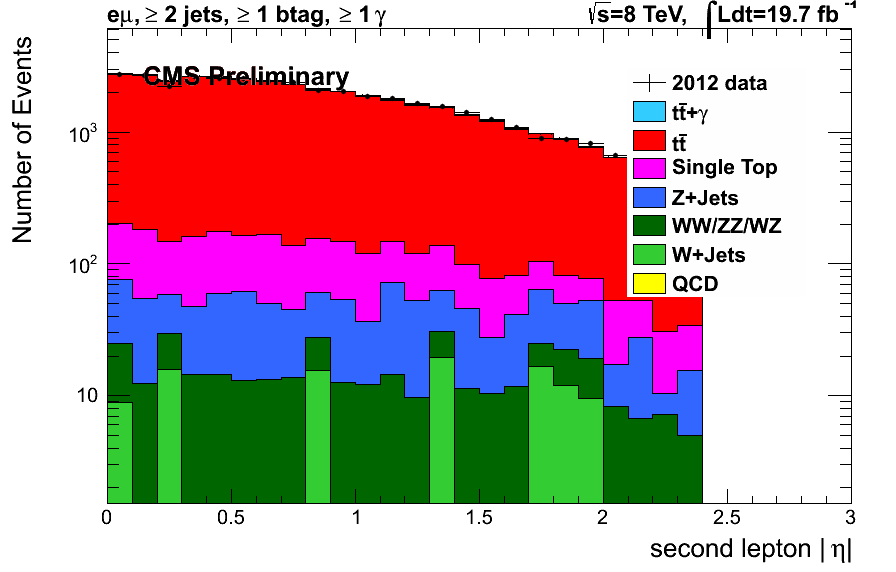 eμ, ≥ 2 jets, ≥ 1 btag, ≥ 1 γ
√s=8 TeV, ∫Ldt=19.7 fb⁻¹
CMS Preliminary
Number of Events
10³
10²
10
2012 data
tt̄+γ
tt̄
Single Top
Z+Jets
WW/ZZ/WZ
W+Jets
QCD
0 0.5 1 1.5 2 2.5 3
second lepton |η|